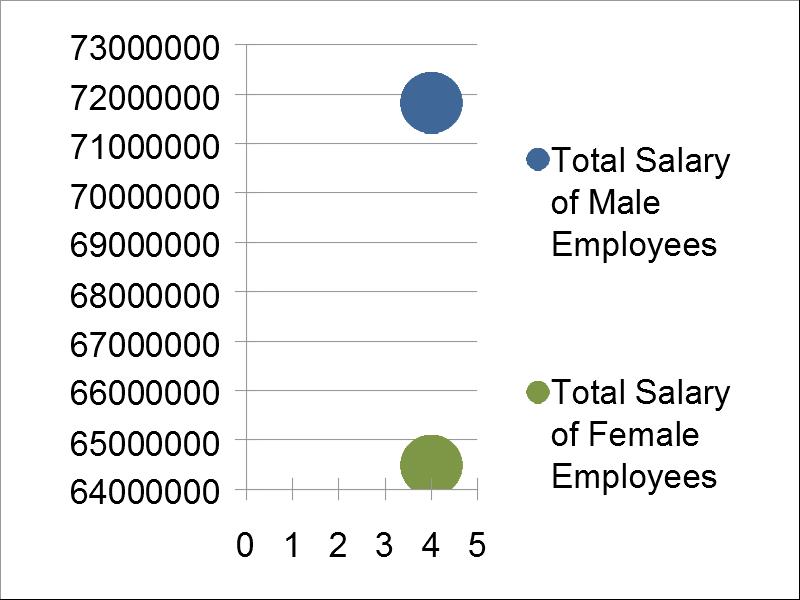 73000000
72000000
71000000
70000000
69000000
68000000
67000000
66000000
65000000
64000000
0 1 2 3 4 5
Total Salary
of Male
Employees
Total Salary
of Female
Employees